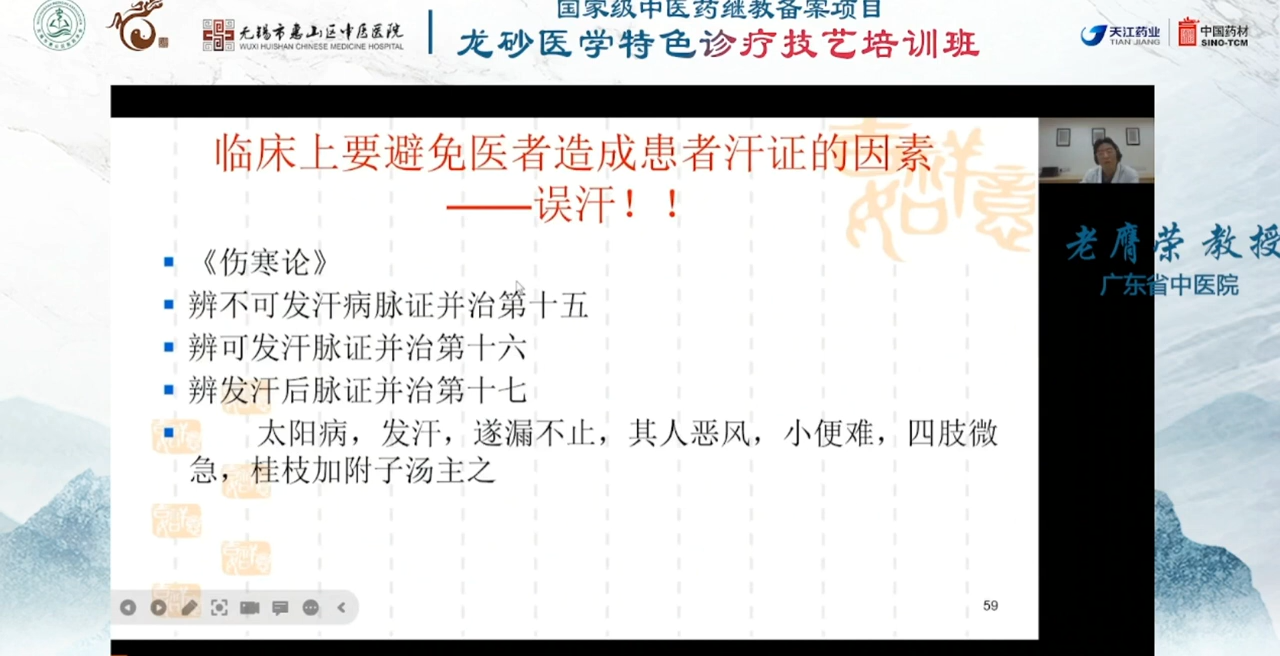 国家级中医药继教备案项目
无锡市惠山区中医医院
WUXI HUISHAN CHINESE MEDICINE HOSPITAL
龙砂医学特色诊疗技艺培训班
天江药业
TIAN JIANG
中国药材
SINO-TCM
临床上要避免医者造成患者汗证的因素
——误汗！！
《伤寒论》
辨不可发汗病脉证并治第十五
辨可发汗脉证并治第十六
辨发汗后脉证并治第十七
太阳病，发汗，遂漏不止，其人恶风，小便难，四肢微
急，桂枝加附子汤主之
59
老膺荣 教授
广东省中医院